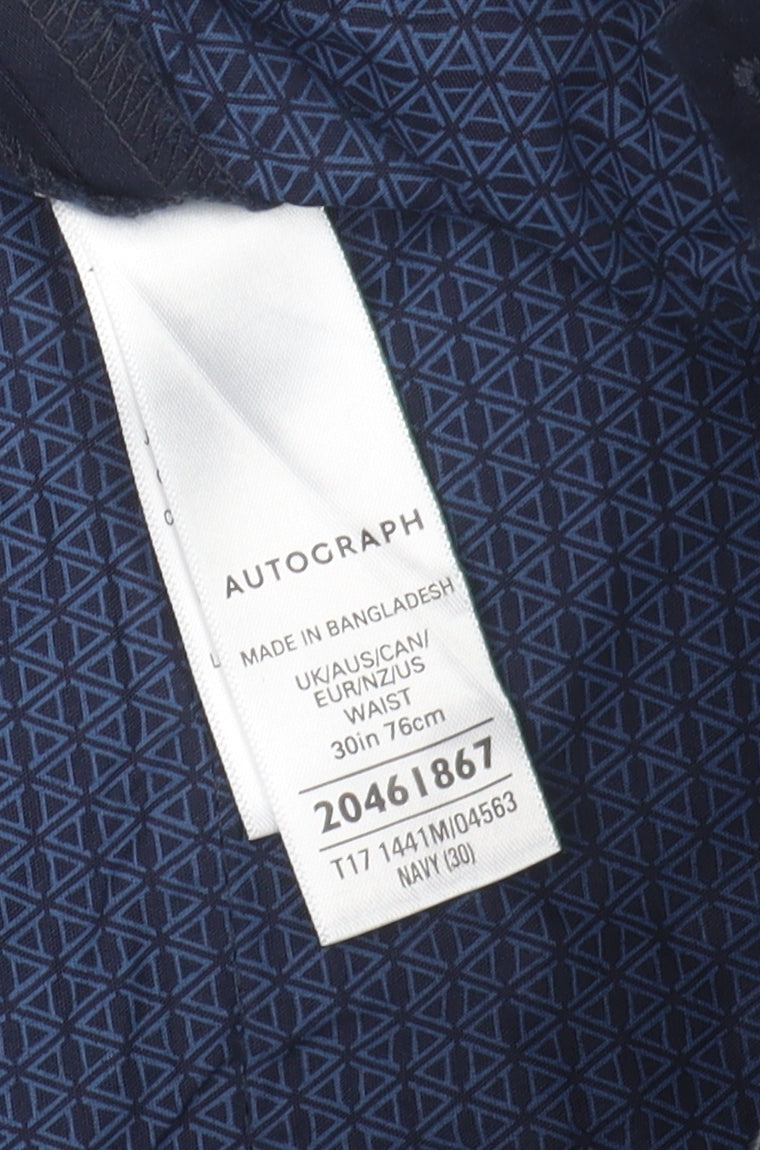 AUTOGRAPH
MADE IN BANGLADESH
UK/AUS/CAN/
EUR/NZ/US
WAIST
30in 76cm
20461867
T17 1441M/04563
NAVY (30)